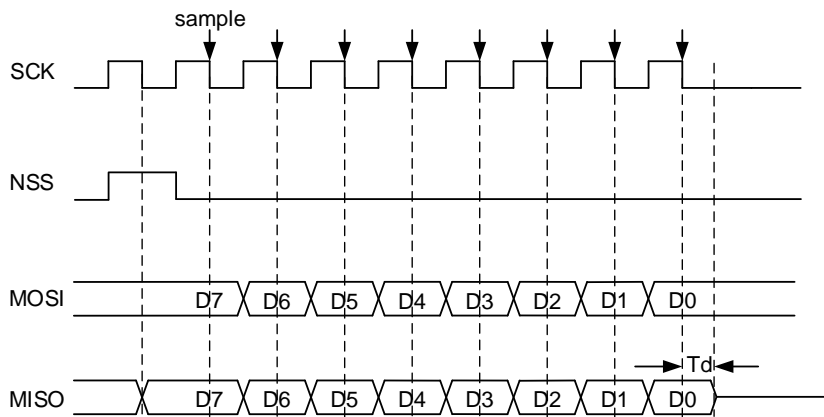 sample
SCK
NSS
MOSI D7 D6 D5 D4 D3 D2 D1 D0
Td
MISO D7 D6 D5 D4 D3 D2 D1 D0